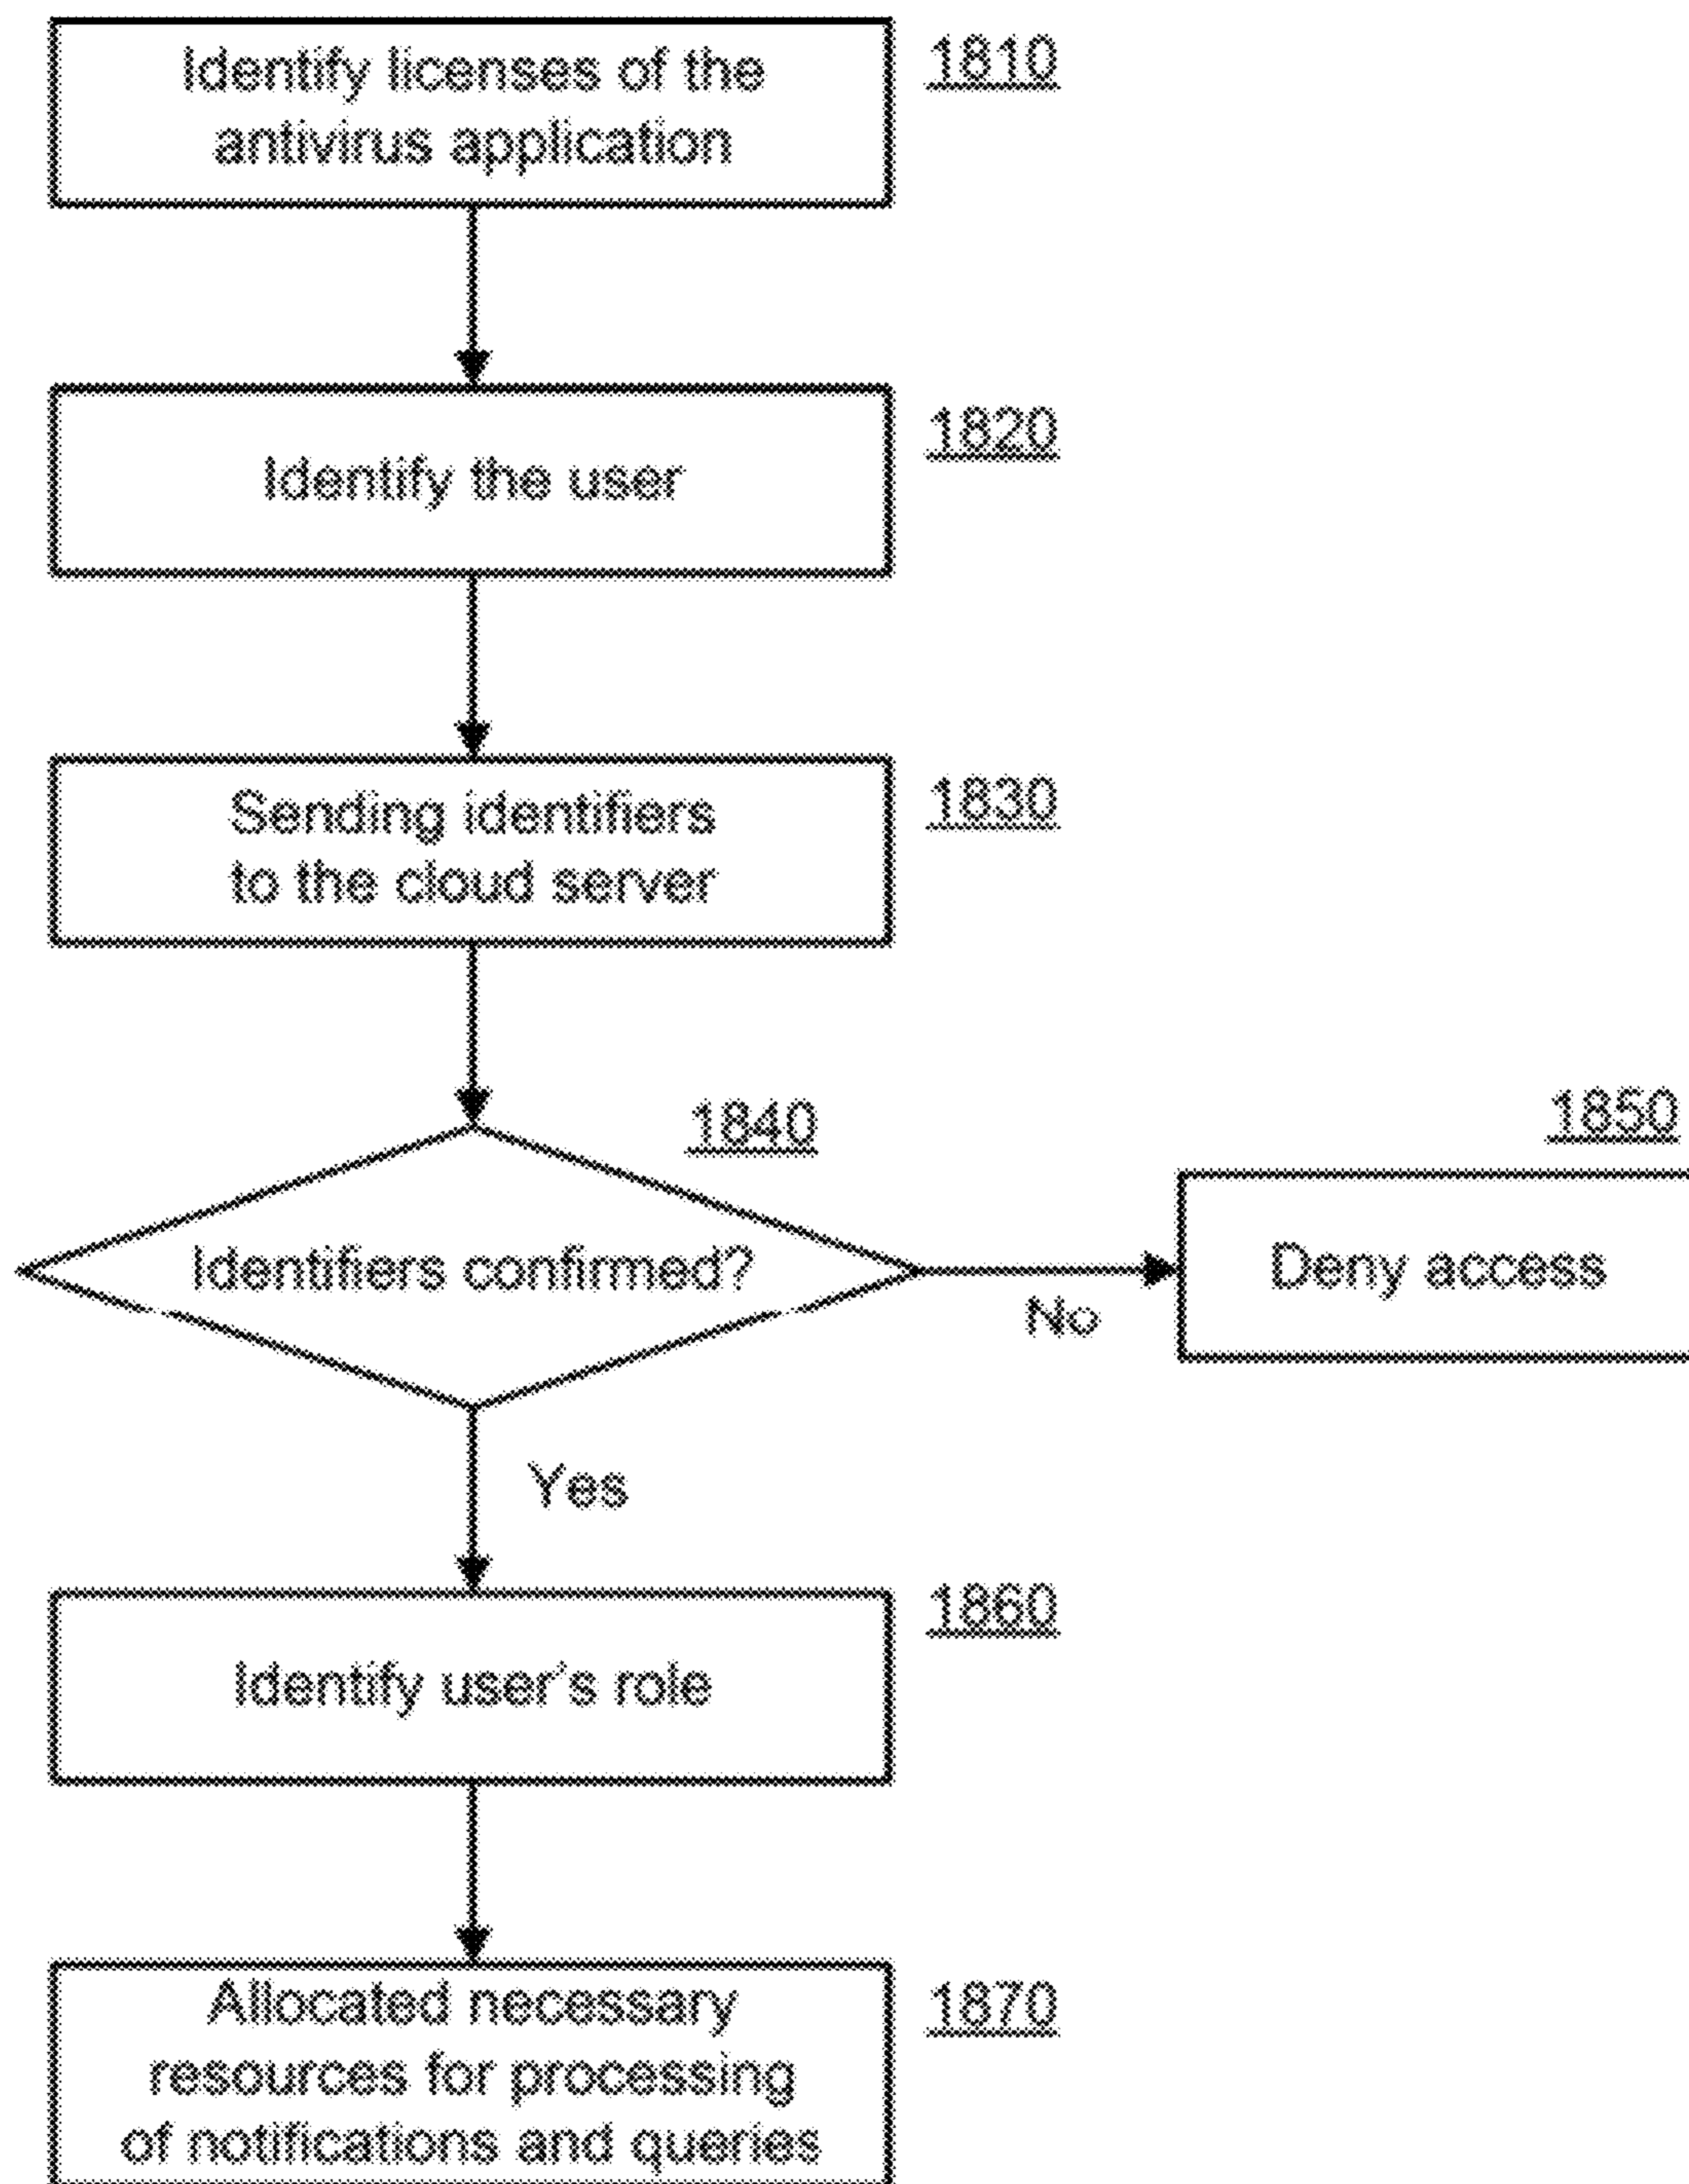 Identify licenses of the
antivirus application
1810
Identify the user
1820
Sending identifiers
to the cloud server
1830
1840
Identifiers confirmed?
No
1850
Deny access
Yes
Identify user's role
1860
Allocated necessary
resources for processing
of notifications and queries
1870